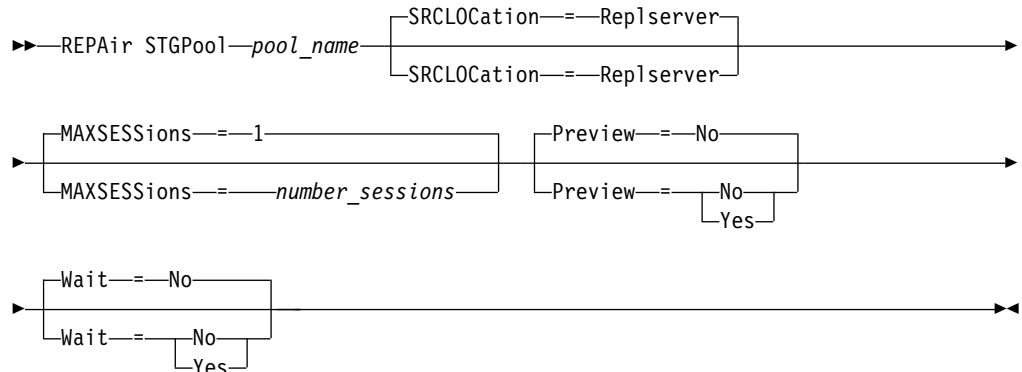 SRCLOCation = Replserver
REPAir STGPool pool_name
SRCLOCation = Replserver
MAXSESSions = 1 Preview = No
MAXSESSions = number_sessions Preview = No
Yes
Wait = No
Wait = No
Yes